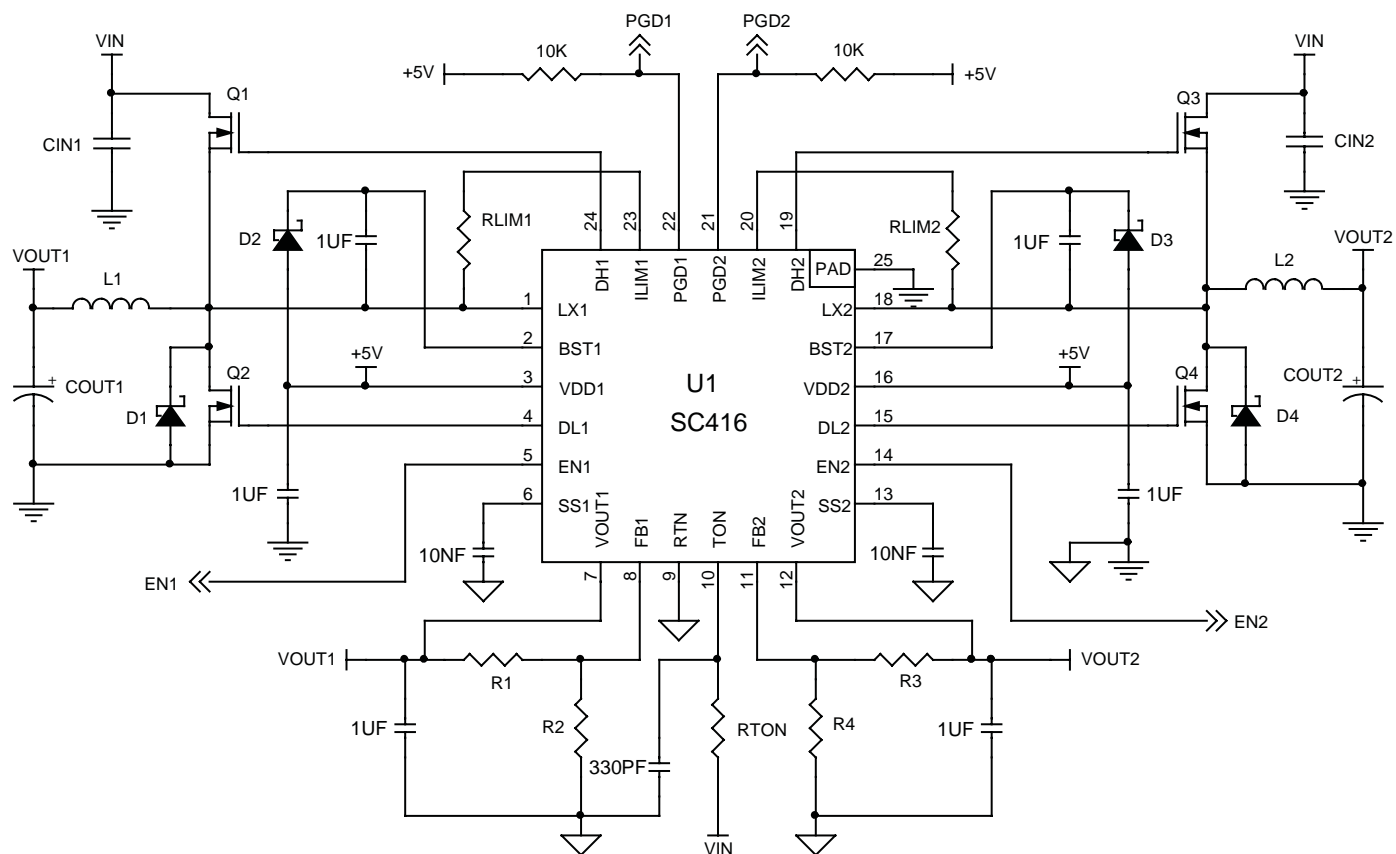 PGD1
PGD2
VIN
10K
10K
VIN
+5V
+5V
Q1
Q3
CIN1
CIN2
24
23
22
21
20
19
RLIM1
RLIM2
D2
1UF
1UF
D3
DH1
ILIM1
PGD1
PGD2
ILIM2
DH2
PAD
25
VOUT1
L1
VOUT2
L2
1
LX1
LX2
18
2
BST1
BST2
17
+5V
+5V
3
VDD1
VDD2
16
U1
SC416
COUT1
+
Q2
D1
Q4
COUT2
+
D4
4
DL1
DL2
15
5
EN1
EN2
14
6
SS1
SS2
13
1UF
1UF
VOUT1
FB1
RTN
TON
FB2
VOUT2
10NF
10NF
7
8
9
10
11
12
EN1
EN2
VOUT1
VOUT2
R1
R3
1UF
R2
RTON
R4
1UF
330PF
VIN